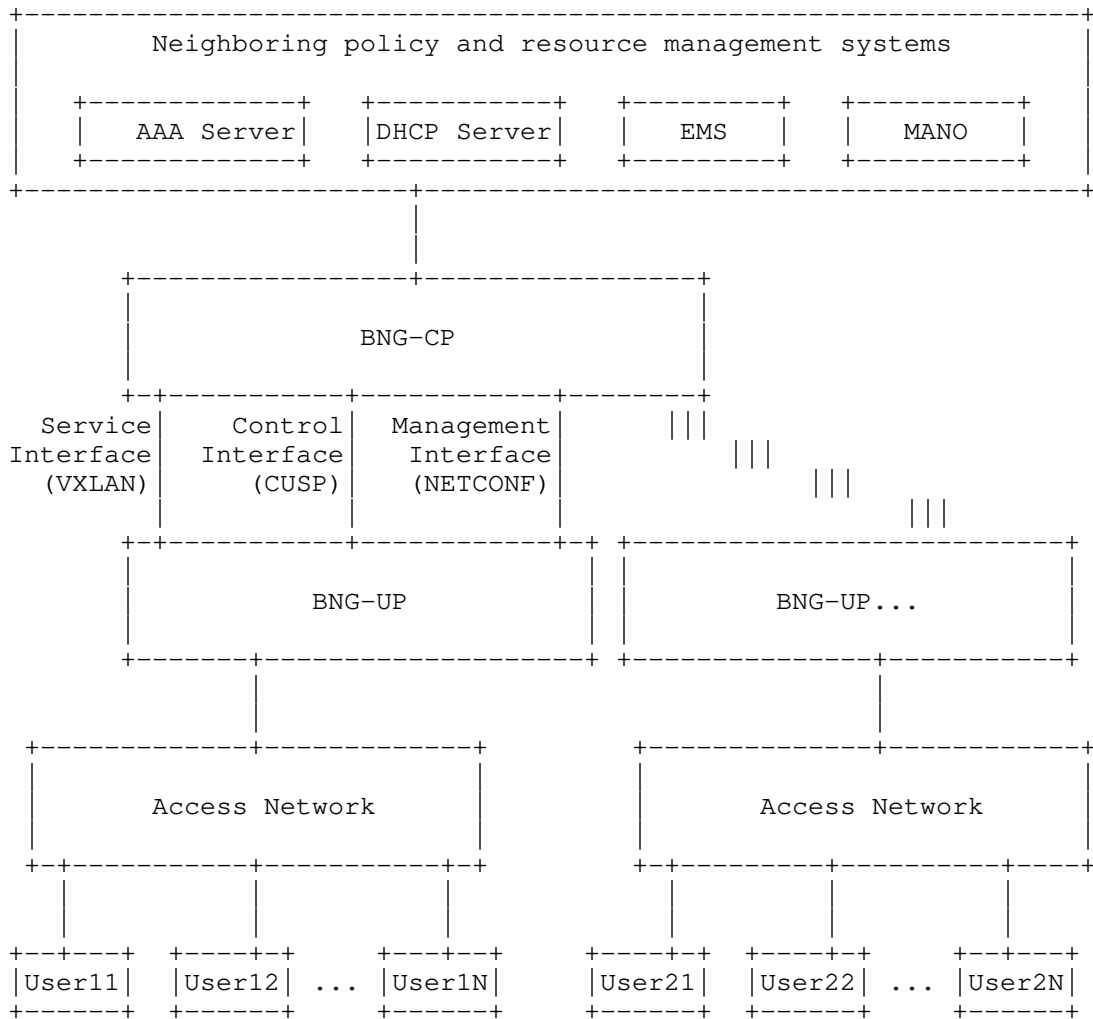 Neighboring policy and resource management systems
AAA Server DHCP Server EMS MANO
BNG-CP
Service Control Management
Interface Interface Interface
(VXLAN) (CUSP) (NETCONF)
BNG-UP BNG-UP...
Access Network Access Network
User11 User12 ... User1N User21 User22 ... User2N